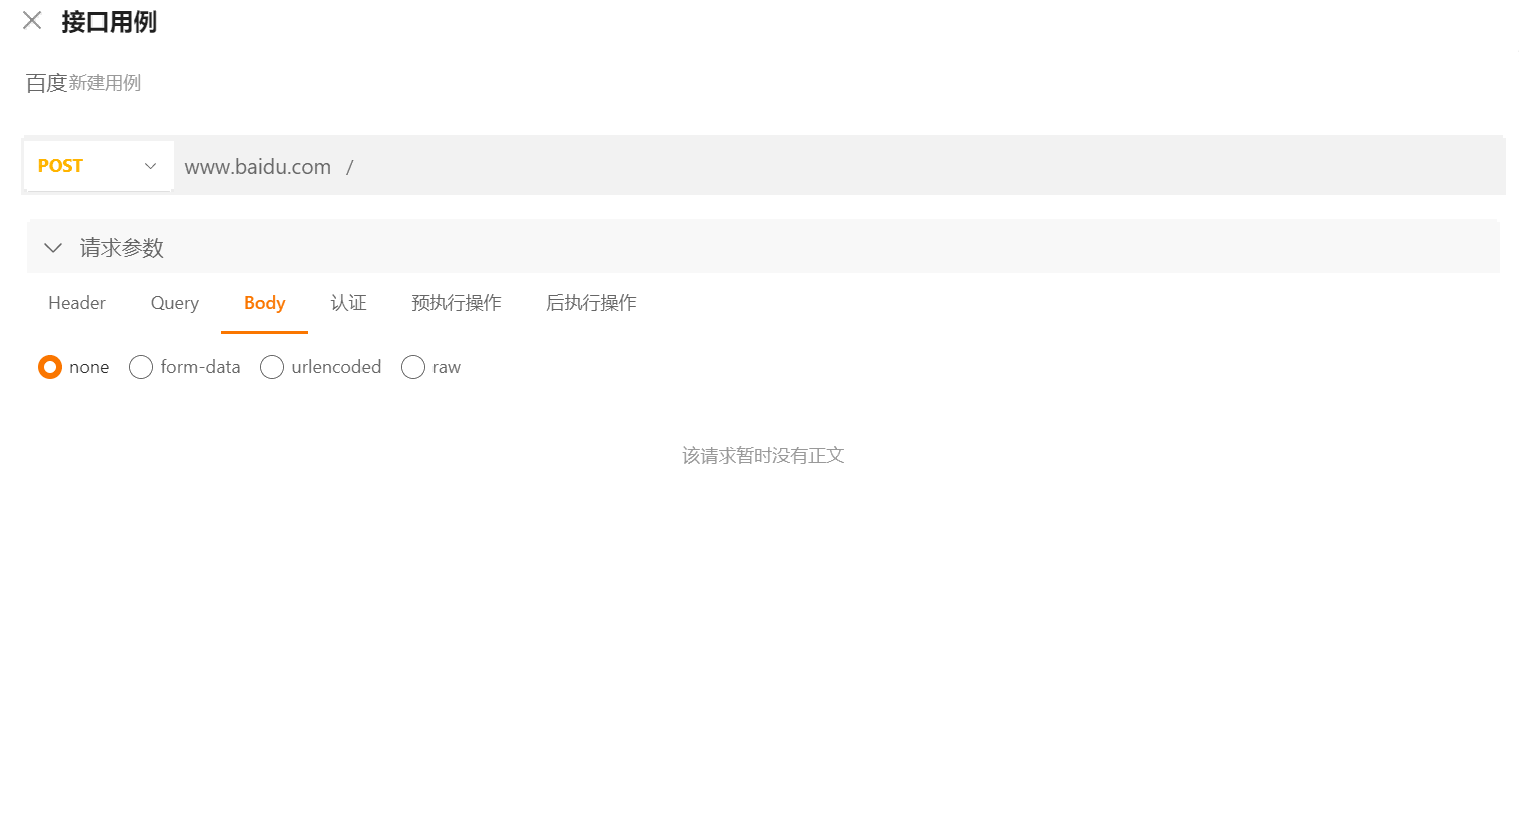 接口用例
百度新建用例
POST www.baidu.com /
请求参数
Header Query Body 认证 预执行操作 后执行操作
none form-data urlencoded raw
该请求暂时没有正文